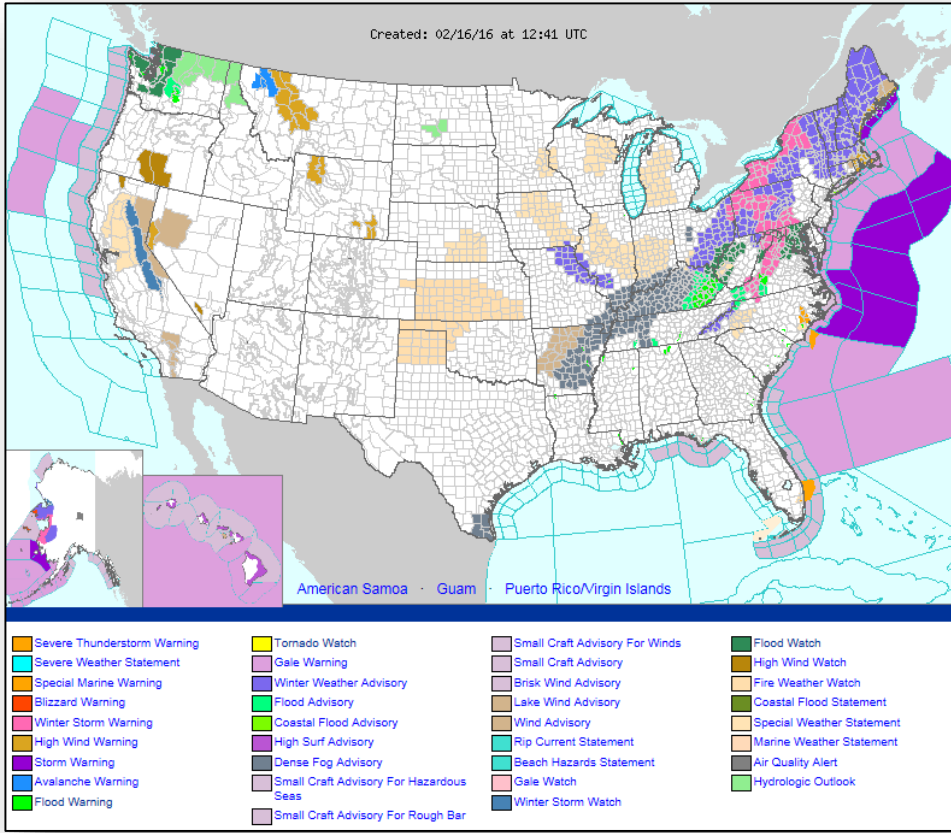 Created: 02/16/16 at 12:41 UTC
American Samoa · Guam · Puerto Rico/Virgin Islands
Severe Thunderstorm Warning
Severe Weather Statement
Special Marine Warning
Blizzard Warning
Winter Storm Warning
High Wind Warning
Storm Warning
Avalanche Warning
Flood Warning
Tornado Watch
Gale Warning
Winter Weather Advisory
Flood Advisory
Coastal Flood Advisory
High Surf Advisory
Dense Fog Advisory
Small Craft Advisory For Hazardous
Seas
Small Craft Advisory For Rough Bar
Small Craft Advisory For Winds
Small Craft Advisory
Brisk Wind Advisory
Lake Wind Advisory
Wind Advisory
Rip Current Statement
Beach Hazards Statement
Gale Watch
Winter Storm Watch
Flood Watch
High Wind Watch
Fire Weather Watch
Coastal Flood Statement
Special Weather Statement
Marine Weather Statement
Air Quality Alert
Hydrologic Outlook